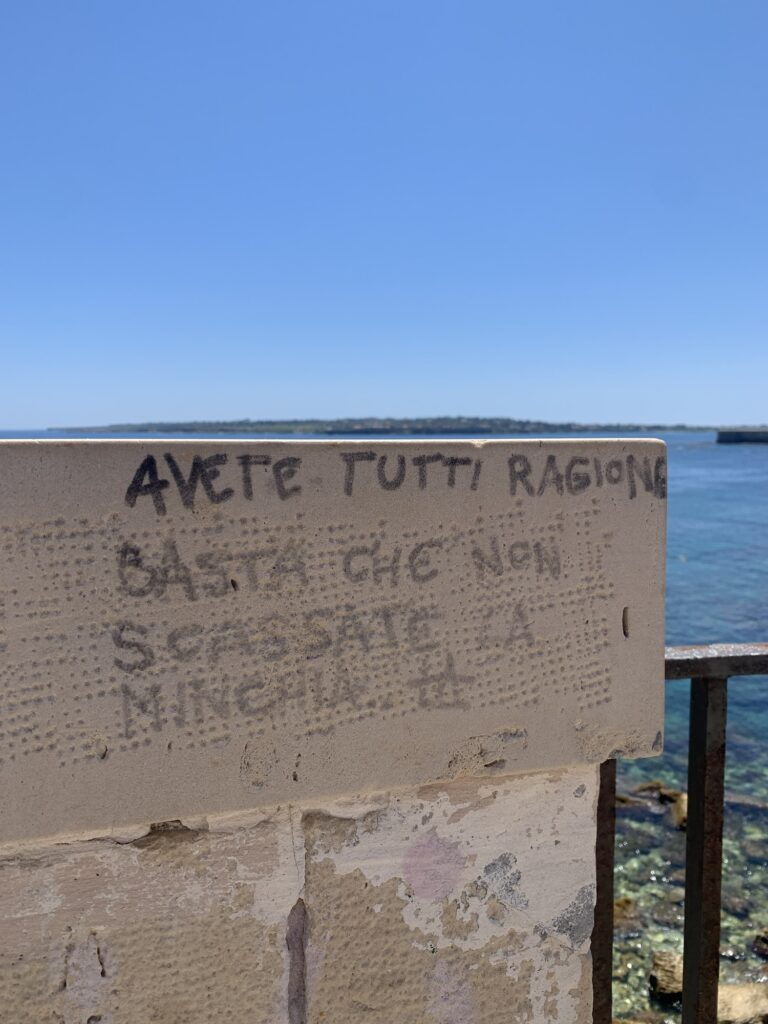 AVETE TUTTI RAGIONE
BASTA CHE NON
SCASSATE LA
MINCHIA..